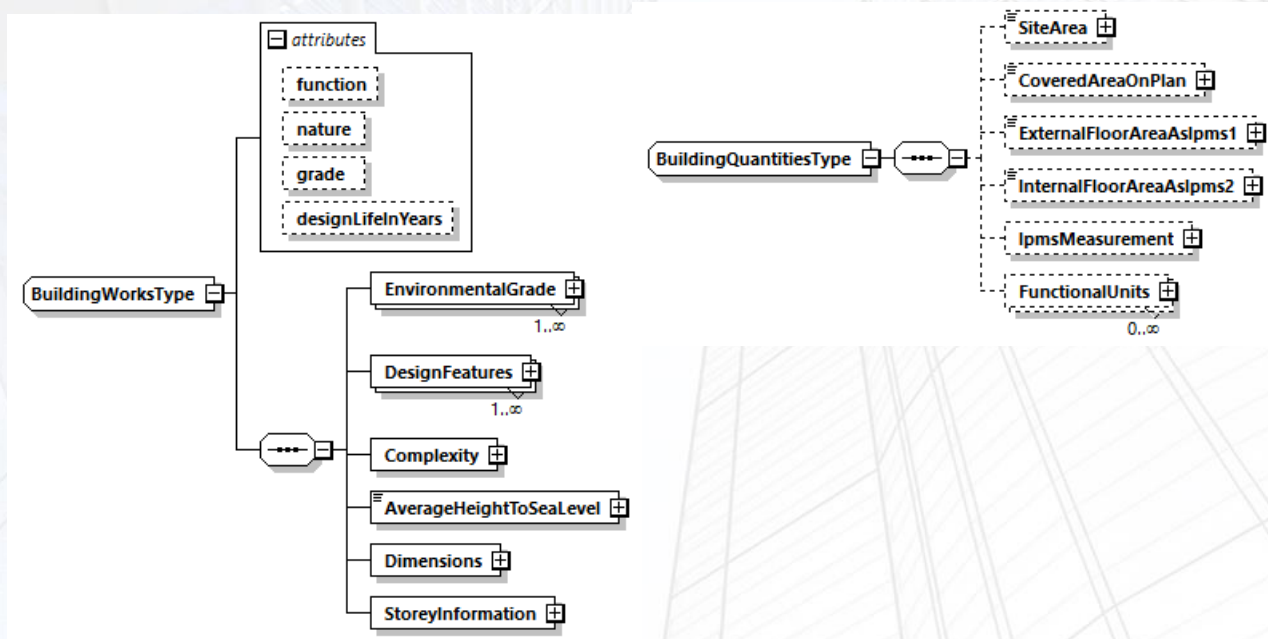 attributes
function
nature
grade
designLifeInYears
BuildingWorksType
EnvironmentalGrade
1..∞
DesignFeatures
1..∞
Complexity
AverageHeightToSeaLevel
Dimensions
StoreyInformation
SiteArea
CoveredAreaOnPlan
ExternalFloorAreaAsIpms1
BuildingQuantitiesType
InternalFloorAreaAsIpms2
IpmsMeasurement
FunctionalUnits
0..∞